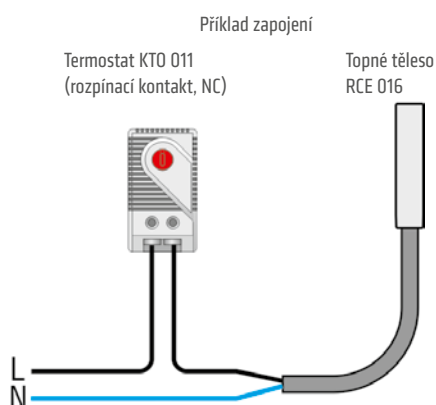 Příklad zapojení
Termostat KTO 011
(rozpínací kontakt, NC)
Topné těleso
RCE 016
L
N